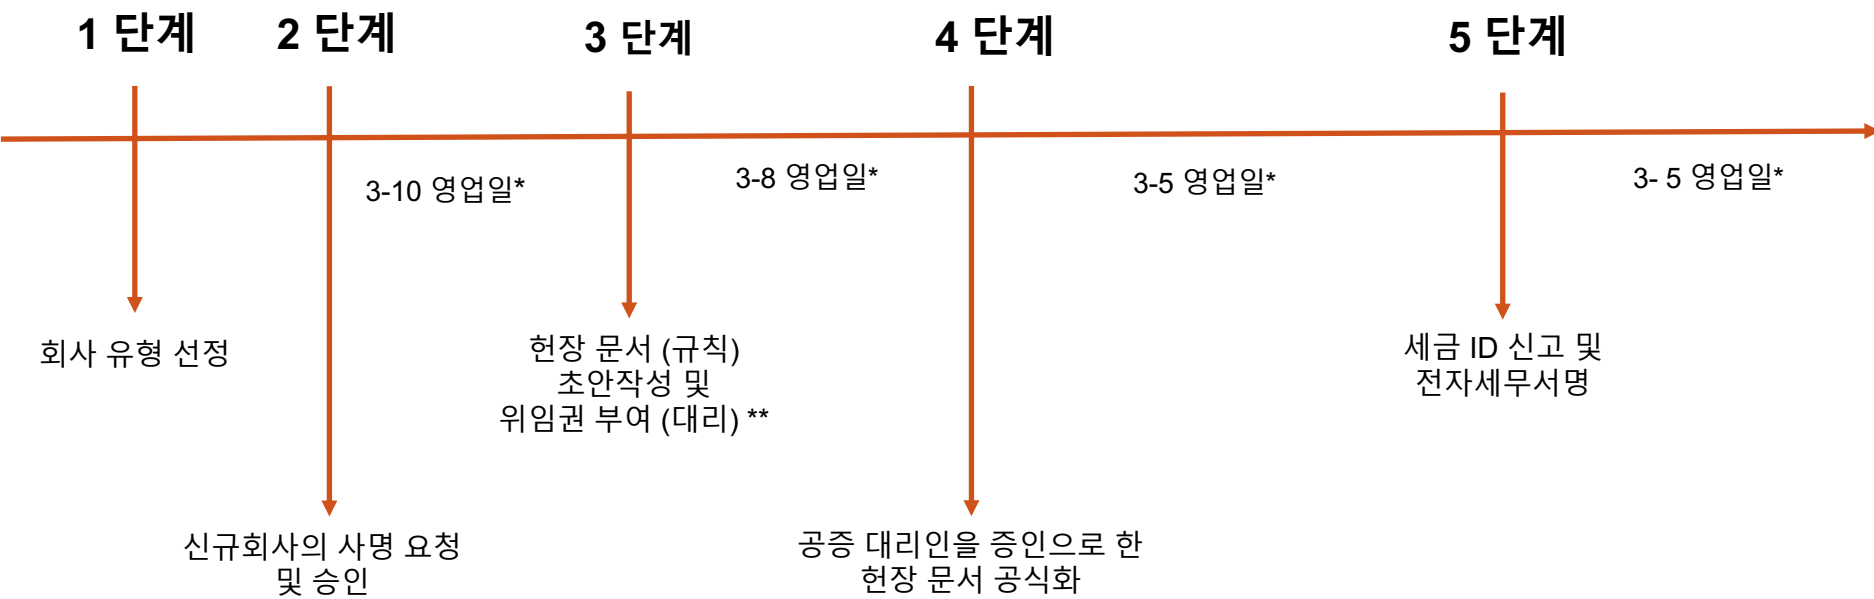 1 단계
2 단계
3 단계
4 단계
5 단계
3-10 영업일*
3-8 영업일*
3-5 영업일*
3- 5 영업일*
회사 유형 선정
신규회사의 사명 요청
및 승인
헌장 문서 (규칙)
초안작성 및
위임권 부여 (대리) **
공증 대리인을 증인으로 한
헌장 문서 공식화
세금 ID 신고 및
전자세무서명